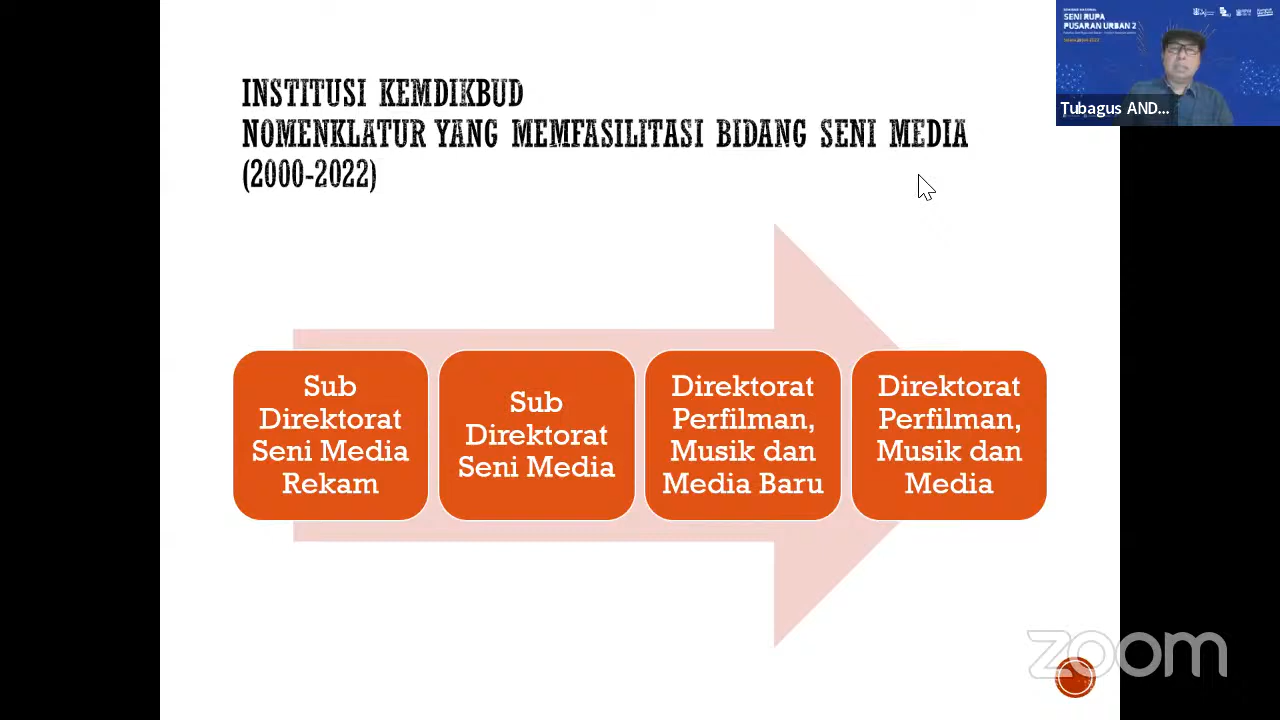 INSTITUSI KEMDIKBUD
NOMENKLATUR YANG MEMFASILITASI BIDANG SENI MEDIA
(2000-2022)
Sub
Direktorat
Seni Media
Rekam
Sub
Direktorat
Seni Media
Direktorat
Perfilman,
Musik dan
Media Baru
Direktorat
Perfilman,
Musik dan
Media
SENI RUPA
PUSARAN URBAN 2
Tubagus AND...
zoom